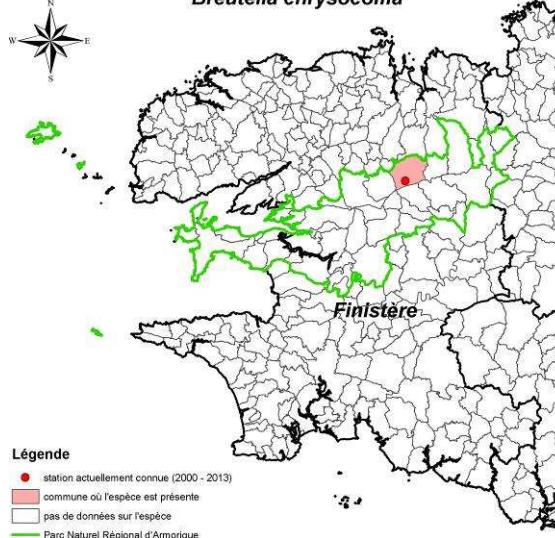 Breutelia chrysocoma
N
W
E
S
Finistère
Légende
station actuellement connue (2000 - 2013)
commune où l'espèce est présente
pas de données sur l'espèce
Parc Naturel Régional d'Armorique